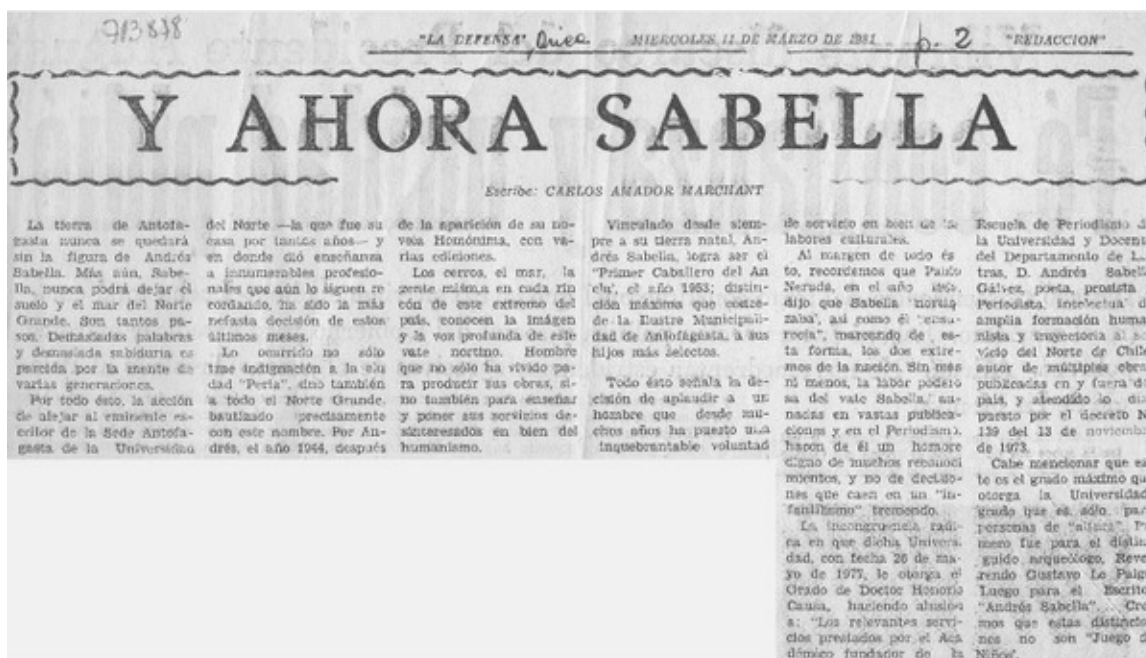 713878
"LA DEFENSA" Arica MIERCOLES 11 DE MARZO DE 1981 p. 2 "REDACCION"
Y AHORA SABELLA
Escribe: CARLOS AMADOR MARCHANT
La tierra de Antofa-
gasta nunca se quedará
sin la figura de Andrés
Sabella. Más aún, Sabe-
lla, nunca podrá dejar el
suelo y el mar del Norte
Grande. Son tantos pa-
sos. Demasiadas palabras
y demasiada sabiduría es
parcida por la mente de
varias generaciones.
Por todo ésto, la acción
de alejar al eminente es-
critor de la Sede Antofa-
gasta de la Universidad
del Norte —la que fue su
casa por tantos años— y
en donde dió enseñanza
a innumerables profesio-
nales que aún lo siguen re
cordando, ha sido la más
nefasta decisión de estos
últimos meses.
Lo ocurrido no sólo
trae indignación a la ciu
dad "Perla", sino también
a todo el Norte Grande,
bautizado precisamente
con este nombre. Por An-
drés, el año 1944, después
de la aparición de su no-
vela Homónima, con va-
rias ediciones.
Los cerros, el mar, la
gente misma en cada rin
cón de este extremo del
país, conocen la imágen
y la voz profunda de este
vate nortino. Hombre
que no sólo ha vivido pa-
ra producir sus obras, si-
no también para enseñar
y poner sus servicios de-
sinteresados en bien del
humanismo.
Vinculado desde siem-
pre a su tierra natal, An-
drés Sabella, logra ser el
"Primer Caballero del An
cla", el año 1953; distin-
ción máxima que conce-
de la Ilustre Municipali-
dad de Antofagasta, a sus
hijos más selectos.
Todo ésto señala la de-
cisión de aplaudir a un
hombre que desde mu-
chos años ha puesto una
inquebrantable voluntad
de servicio en bien de las
labores culturales.
Al margen de todo és
to, recordemos que Pablo
Neruda, en el año
dijo que Sabella "nortia
zaba", así como él "ensu-
recía", marcando de es-
ta forma, los dos extre-
mos de la nación. Sin más
ni menos, la labor podero
sa del vate Sabella,
nadas en vastas publica-
ciones y en el Periodismo,
hacen de él un hombre
digno de muchos reconoci
mientos, y no de decisio-
nes que caen en un "in-
fantilismo" tremendo.
La incongruencia radi-
ca en que dicha Universi
dad, con fecha 26 de ma-
yo de 1977, le otorga el
Grado de Doctor Honoris
Causa, haciendo alusión
a: "Los relevantes servi-
cios prestados por el Aca
démico fundador de la
Escuela de Periodismo d
la Universidad y Docent
del Departamento de L
tras, D. Andrés Sabell
Gálvez, poeta, prosista
Periodista, intelectual d
amplia formación huma
nista y trayectoria al se
vicio del Norte de Chil
autor de múltiples obra
publicadas en y fuera d
país, y atendido lo di
puesto por el decreto
139 del 13 de noviemb
de 1973.
Cabe mencionar que es
te es el grado máximo qu
otorga la Universidad
grado que es sólo par
personas de "altura". P
mero fue para el distin
guido arqueólogo, Reve
rendo Gustavo Le Paige
Luego para el Escrito
"Andrés Sabella".... Cre
mos que estas distincio
nes no son "Juego d
Niños".